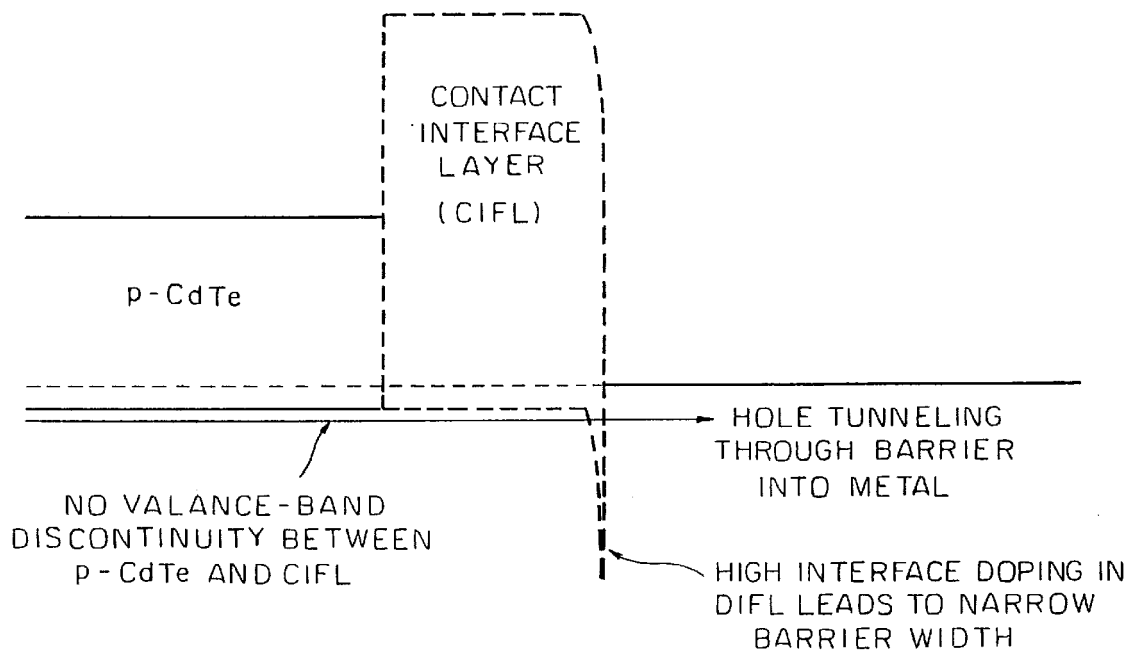 CONTACT
INTERFACE
LAYER
(CIFL)
p-CdTe
HOLE TUNNELING
THROUGH BARRIER
INTO METAL
NO VALANCE-BAND
DISCONTINUITY BETWEEN
p-CdTe AND CIFL
HIGH INTERFACE DOPING IN
DIFL LEADS TO NARROW
BARRIER WIDTH